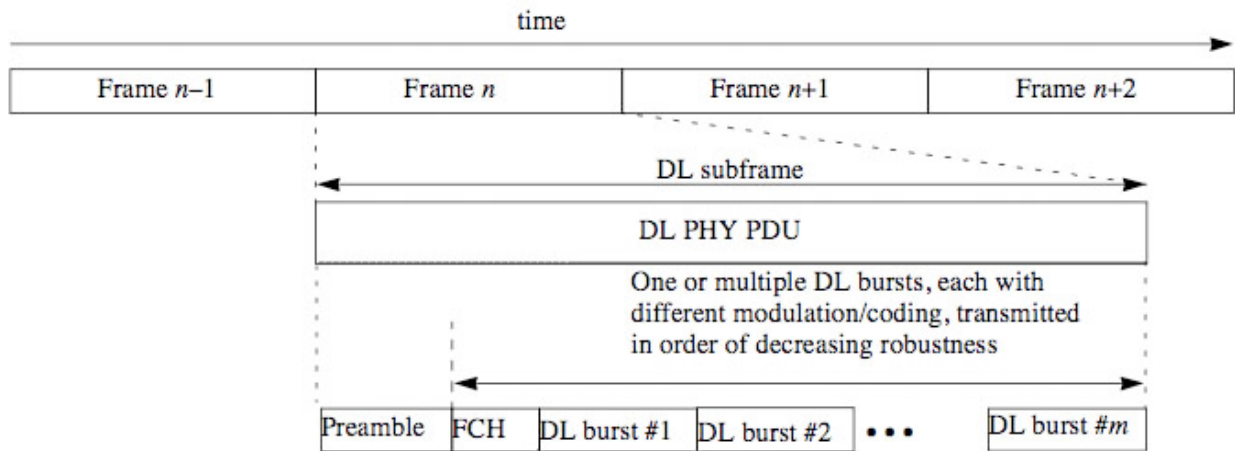 time
Frame n–1 Frame n Frame n+1 Frame n+2
DL subframe
DL PHY PDU
One or multiple DL bursts, each with
different modulation/coding, transmitted
in order of decreasing robustness
Preamble FCH DL burst #1 DL burst #2 ••• DL burst #m